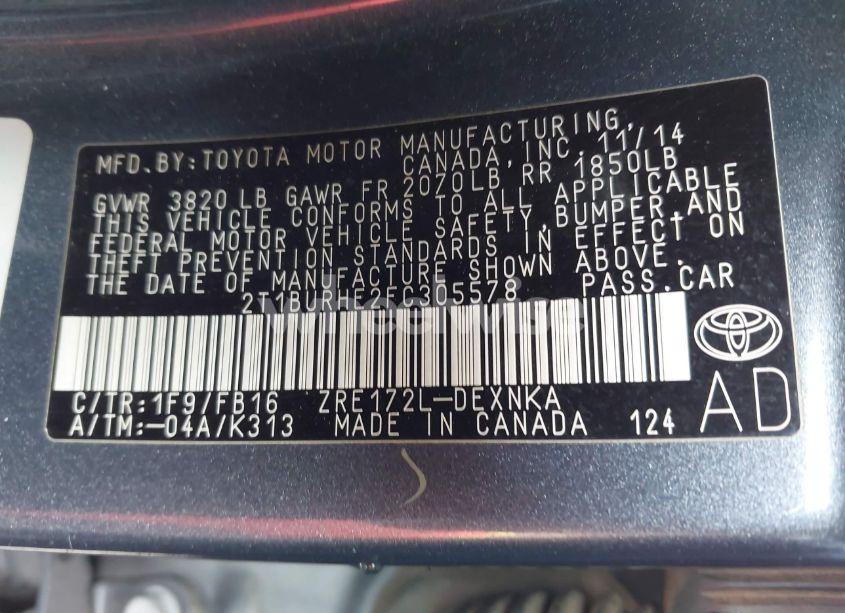 MFD.BY:TOYOTA MOTOR MANUFACTURING,
CANADA,INC. 11/14
GVWR 3820 LB GAWR FR 2070LB RR 1850LB
THIS VEHICLE CONFORMS TO ALL APPLICABLE
FEDERAL MOTOR VEHICLE SAFETY,BUMPER,AND
THEFT PREVENTION STANDARDS IN EFFECT ON
THE DATE OF MANUFACTURE SHOWN ABOVE.
PASS.CAR
C/TR:1F9/FB16 ZRE172L-DEXNKA
A/TM:-04A/K313 MADE IN CANADA 124 AD